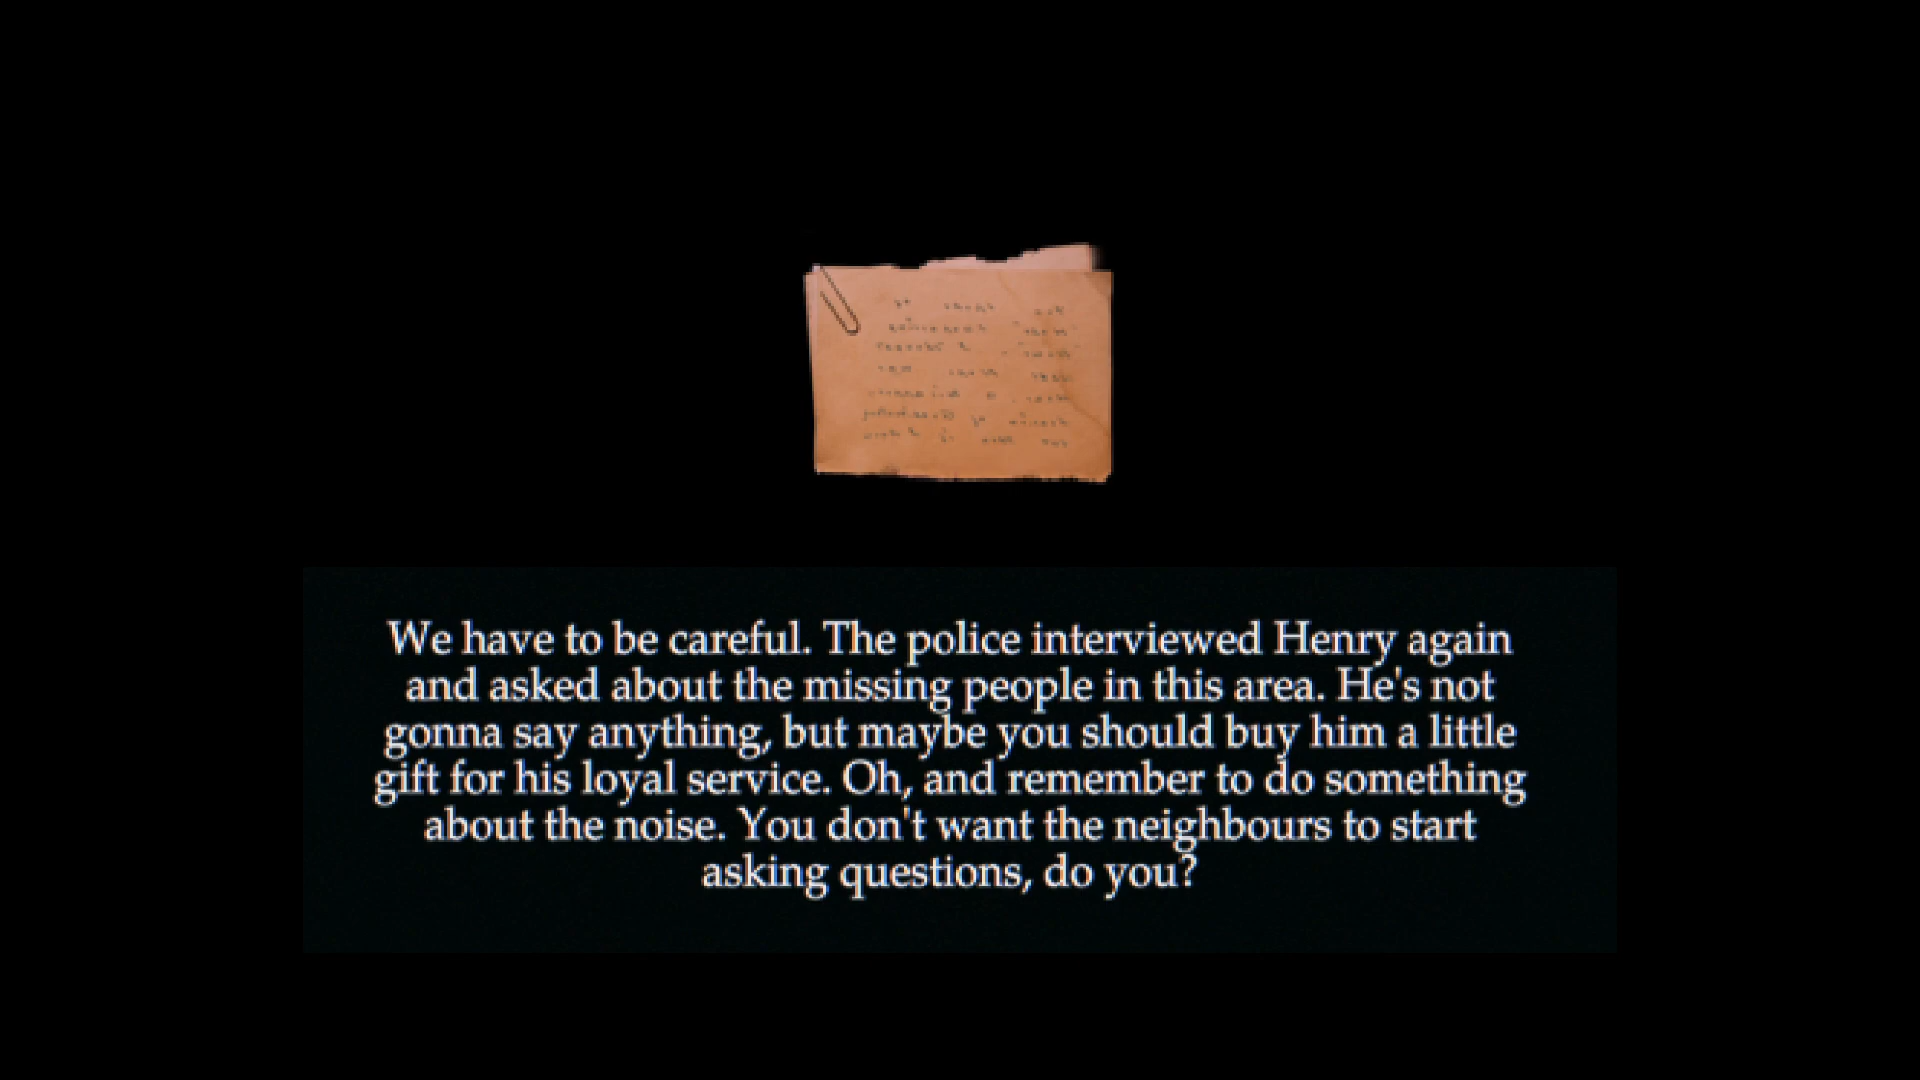 We have to be careful. The police interviewed Henry again
and asked about the missing people in this area. He's not
gonna say anything, but maybe you should buy him a little
gift for his loyal service. Oh, and remember to do something
about the noise. You don't want the neighbours to start
asking questions, do you?